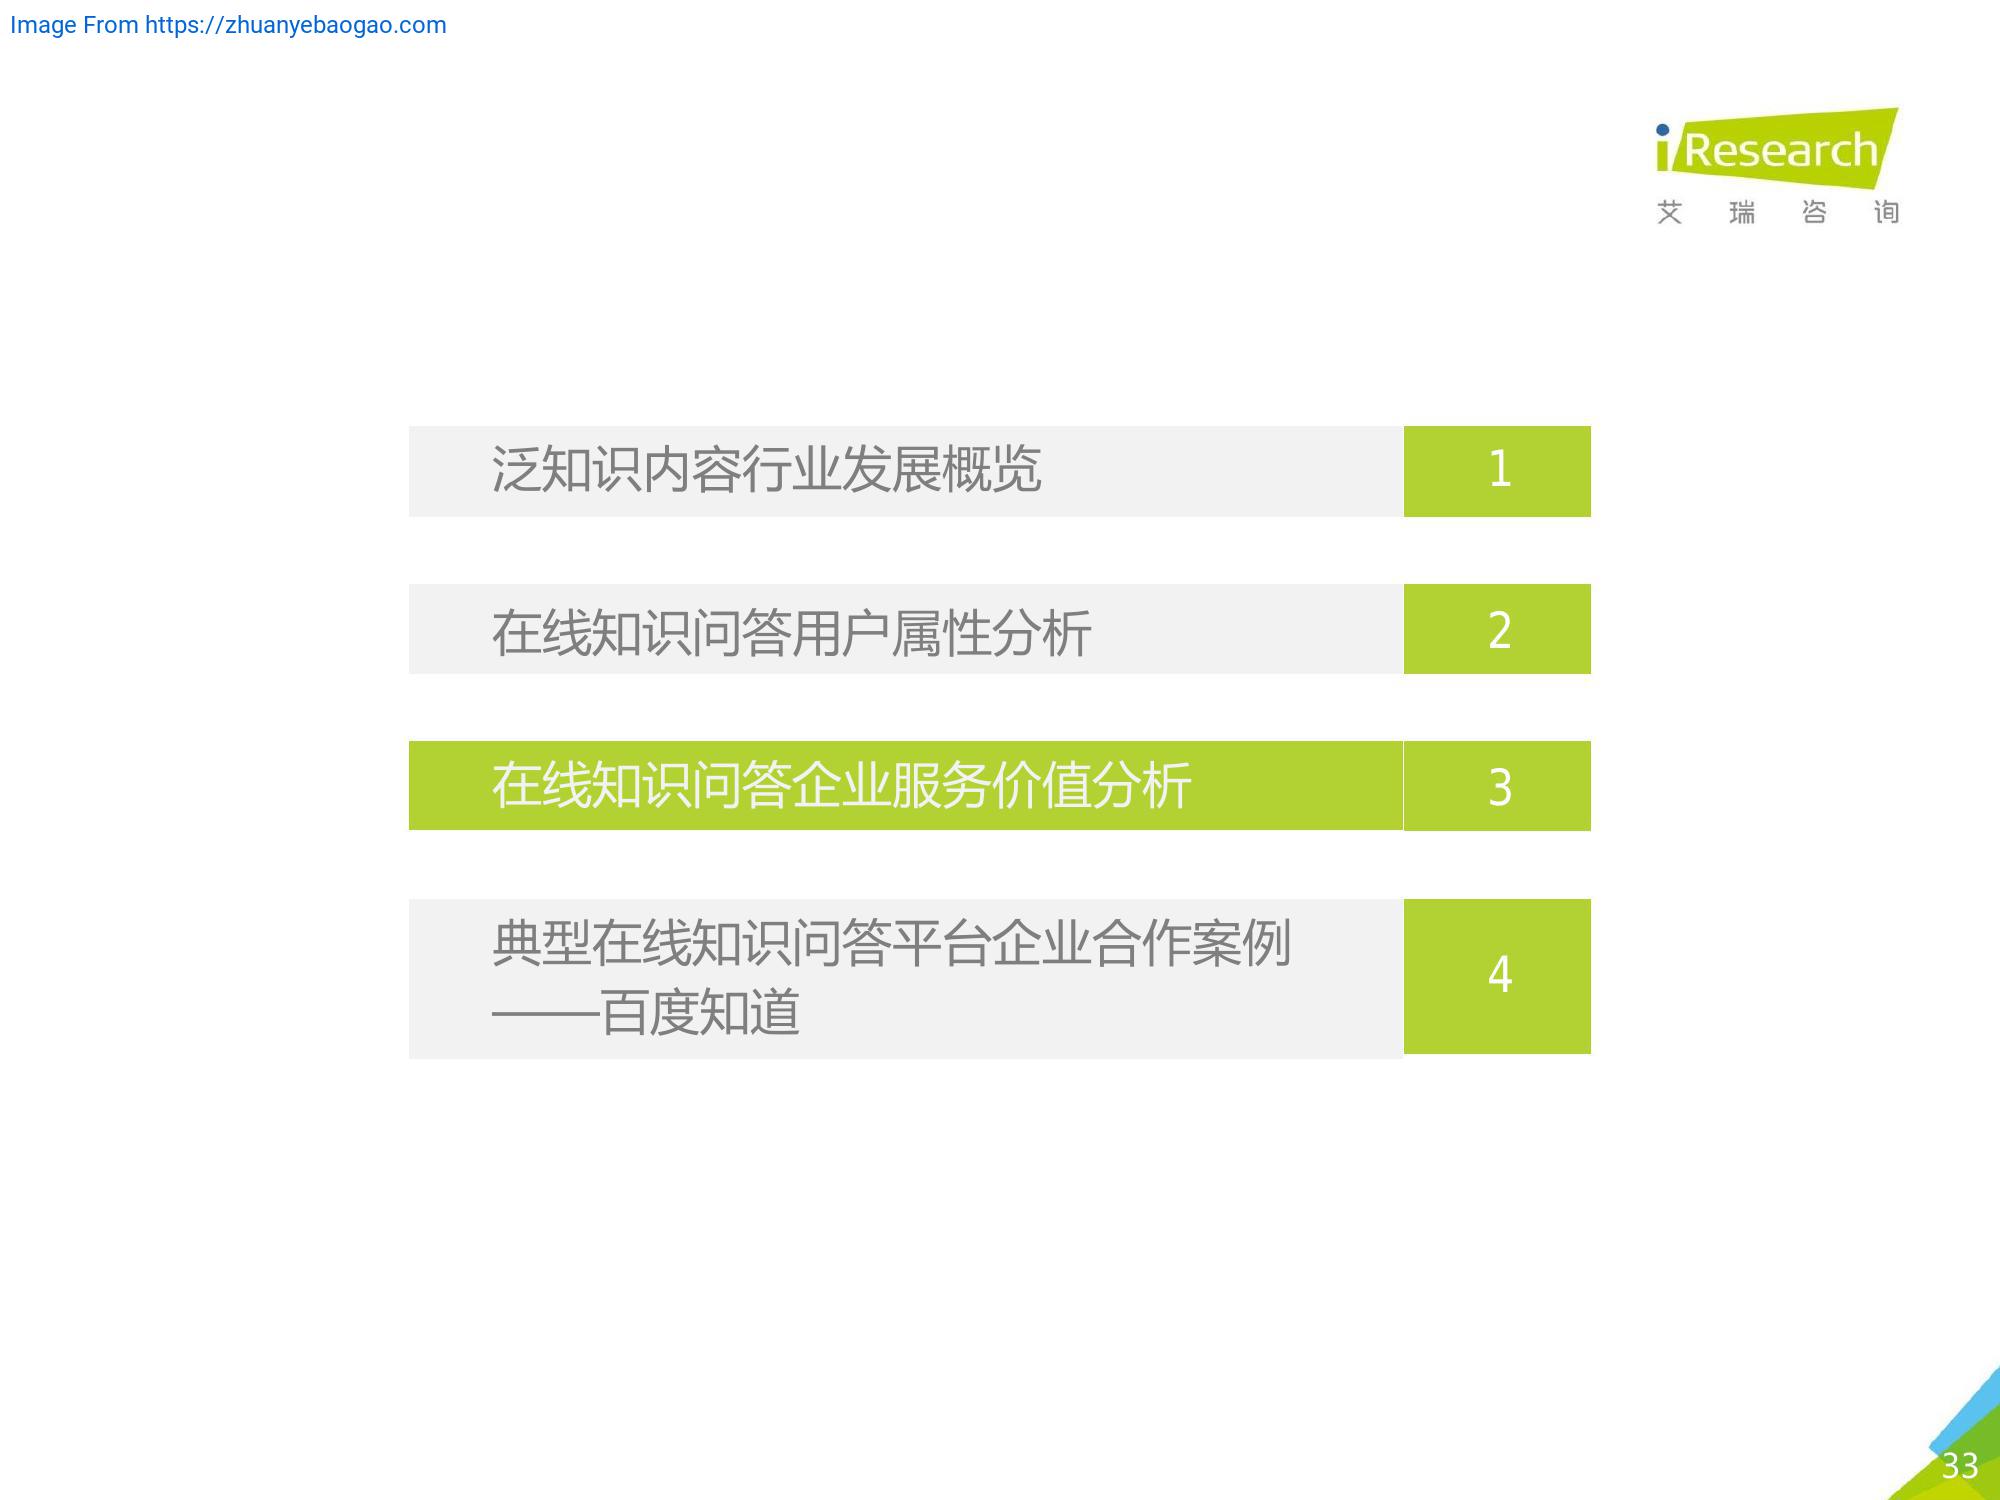 Image From https://zhuanyebaogao.com
iResearch
艾瑞咨询
泛知识内容行业发展概览 1
在线知识问答用户属性分析 2
在线知识问答企业服务价值分析 3
典型在线知识问答平台企业合作案例
——百度知道 4
33